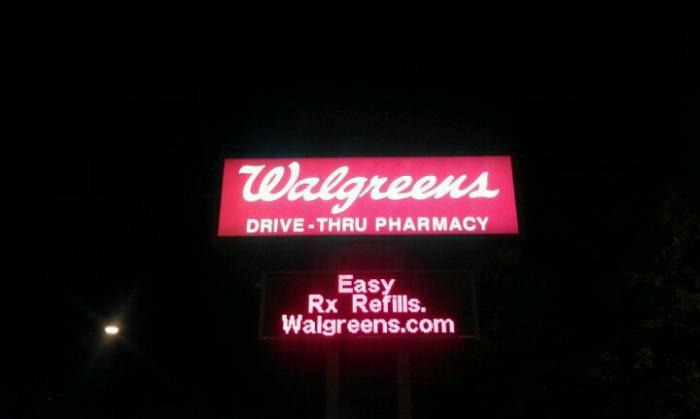 Walgreens
DRIVE-THRU PHARMACY
Easy
Rx Refills.
Walgreens.com